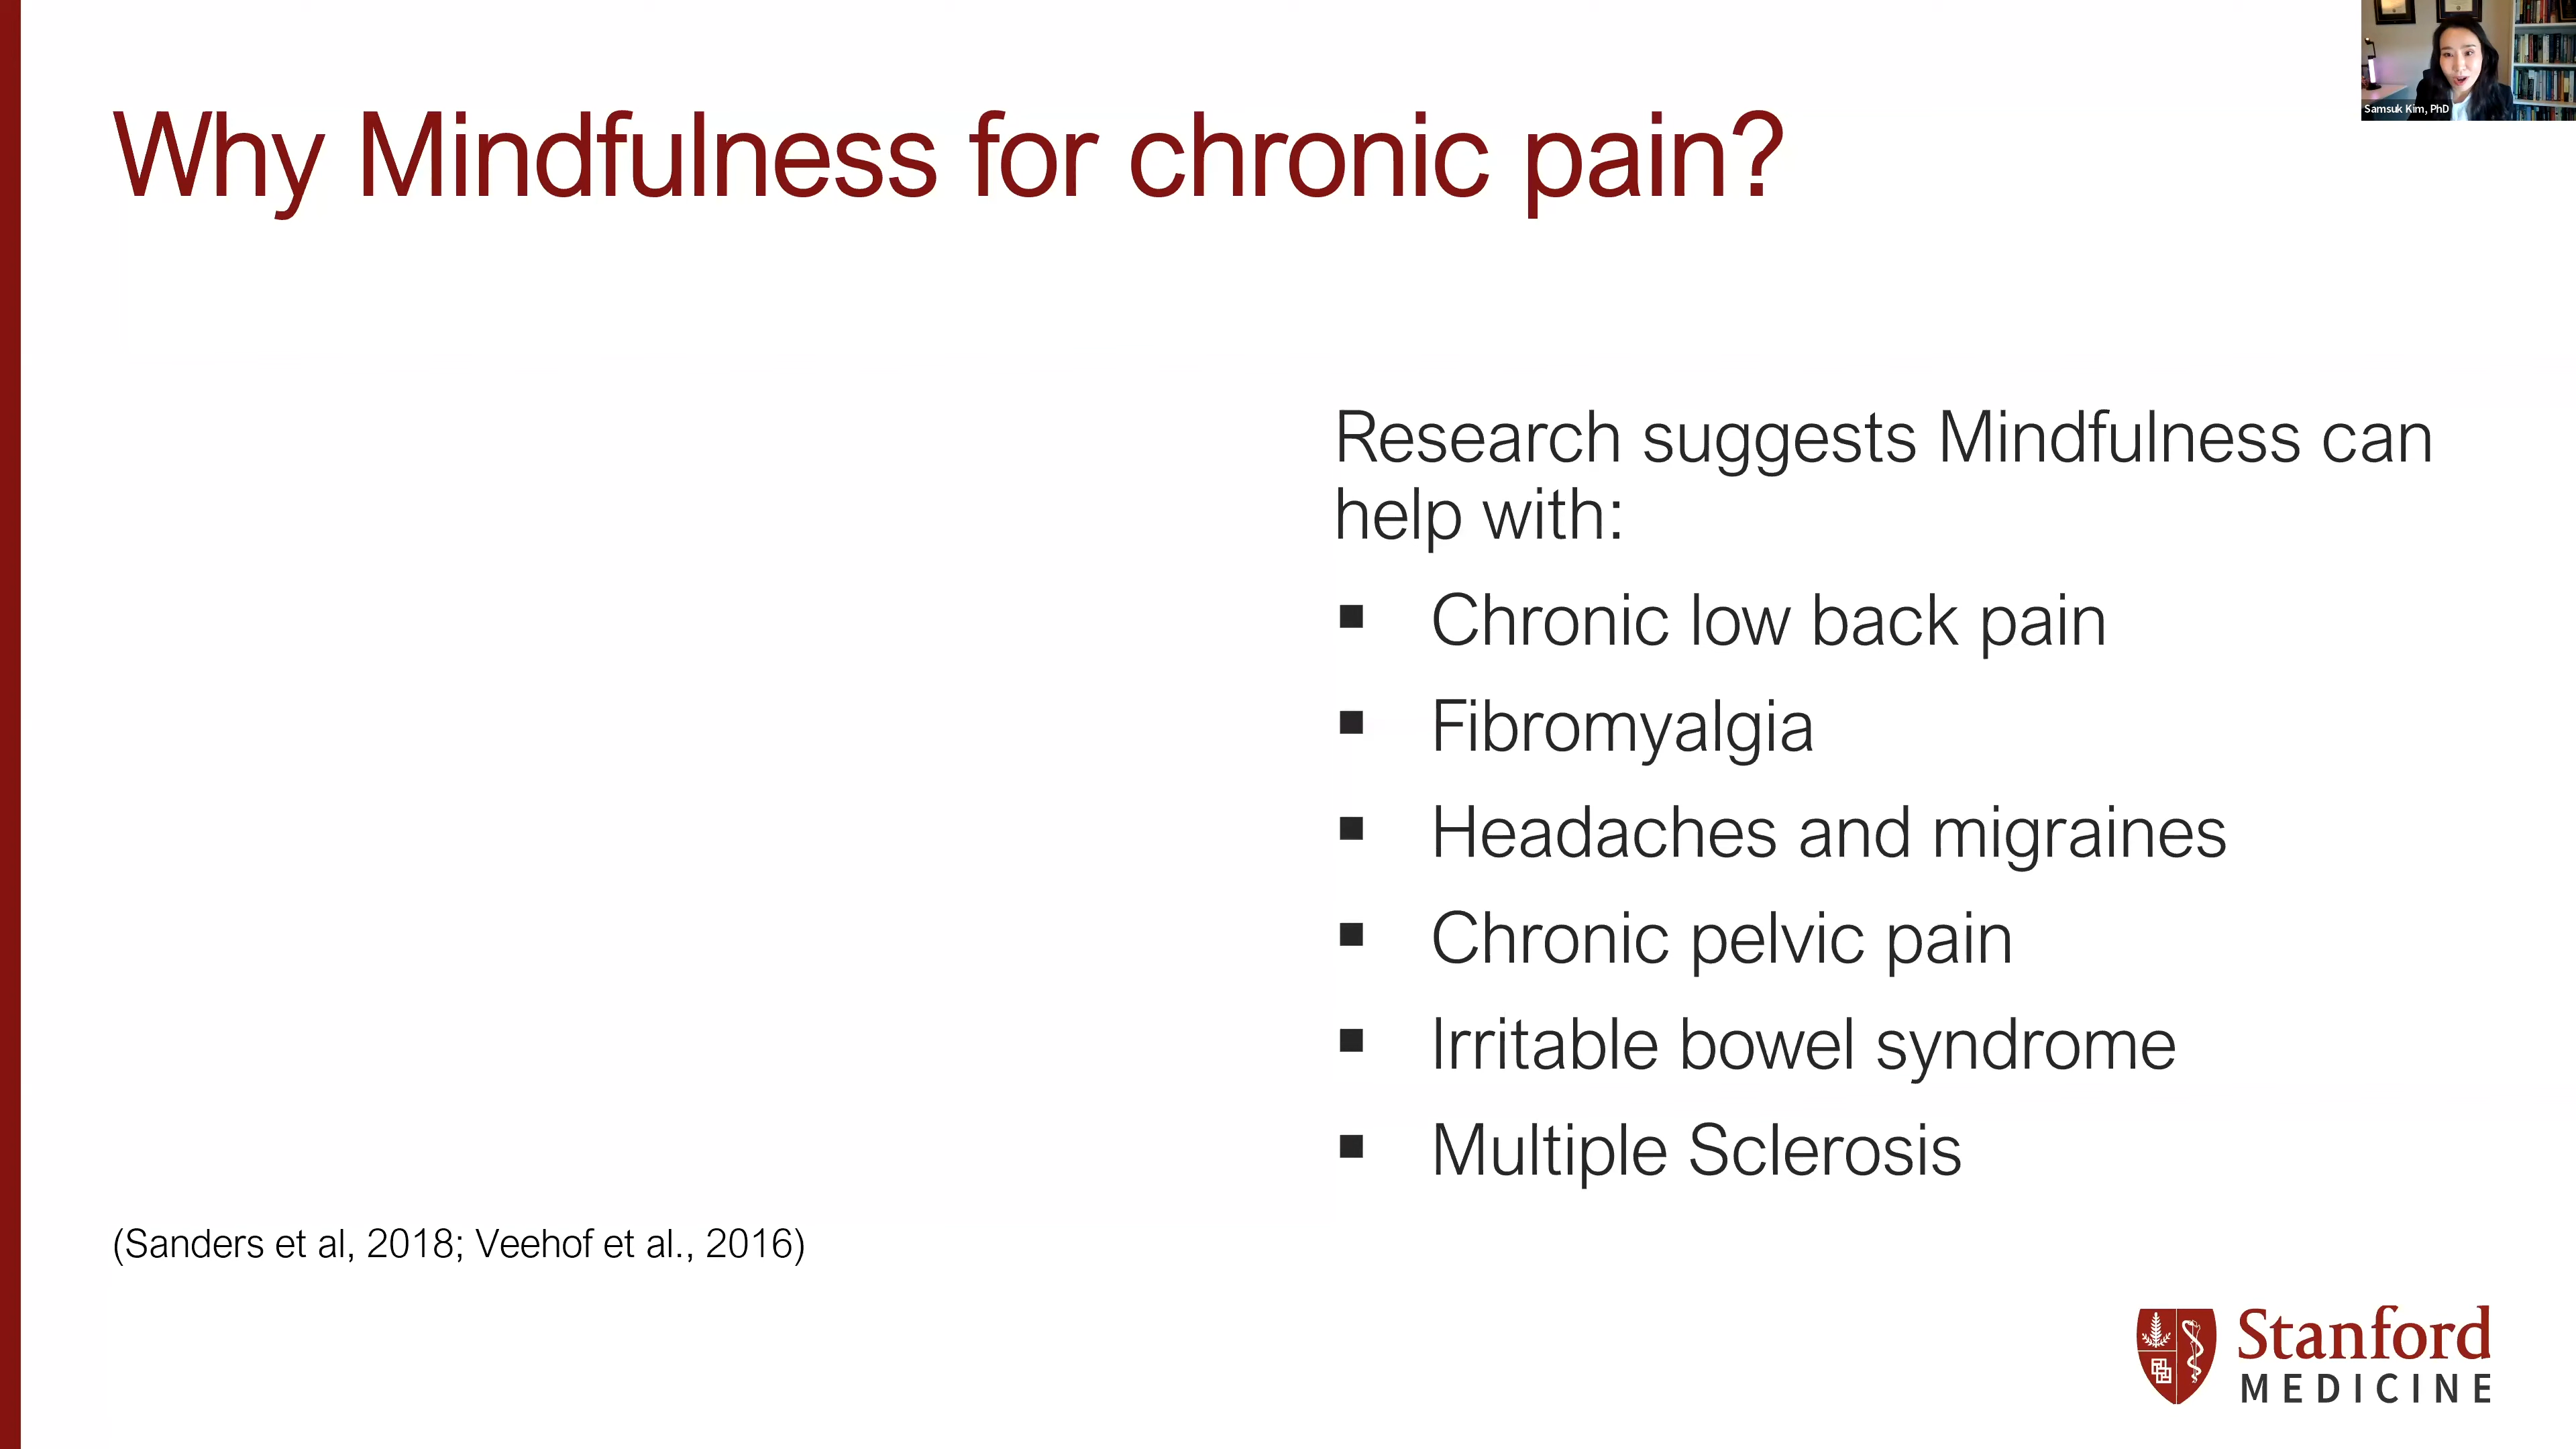 Samsuk Kim, PhD
Why Mindfulness for chronic pain?
Research suggests Mindfulness can
help with:
▪ Chronic low back pain
▪ Fibromyalgia
▪ Headaches and migraines
▪ Chronic pelvic pain
▪ Irritable bowel syndrome
▪ Multiple Sclerosis
(Sanders et al, 2018; Veehof et al., 2016)
Stanford
MEDICINE